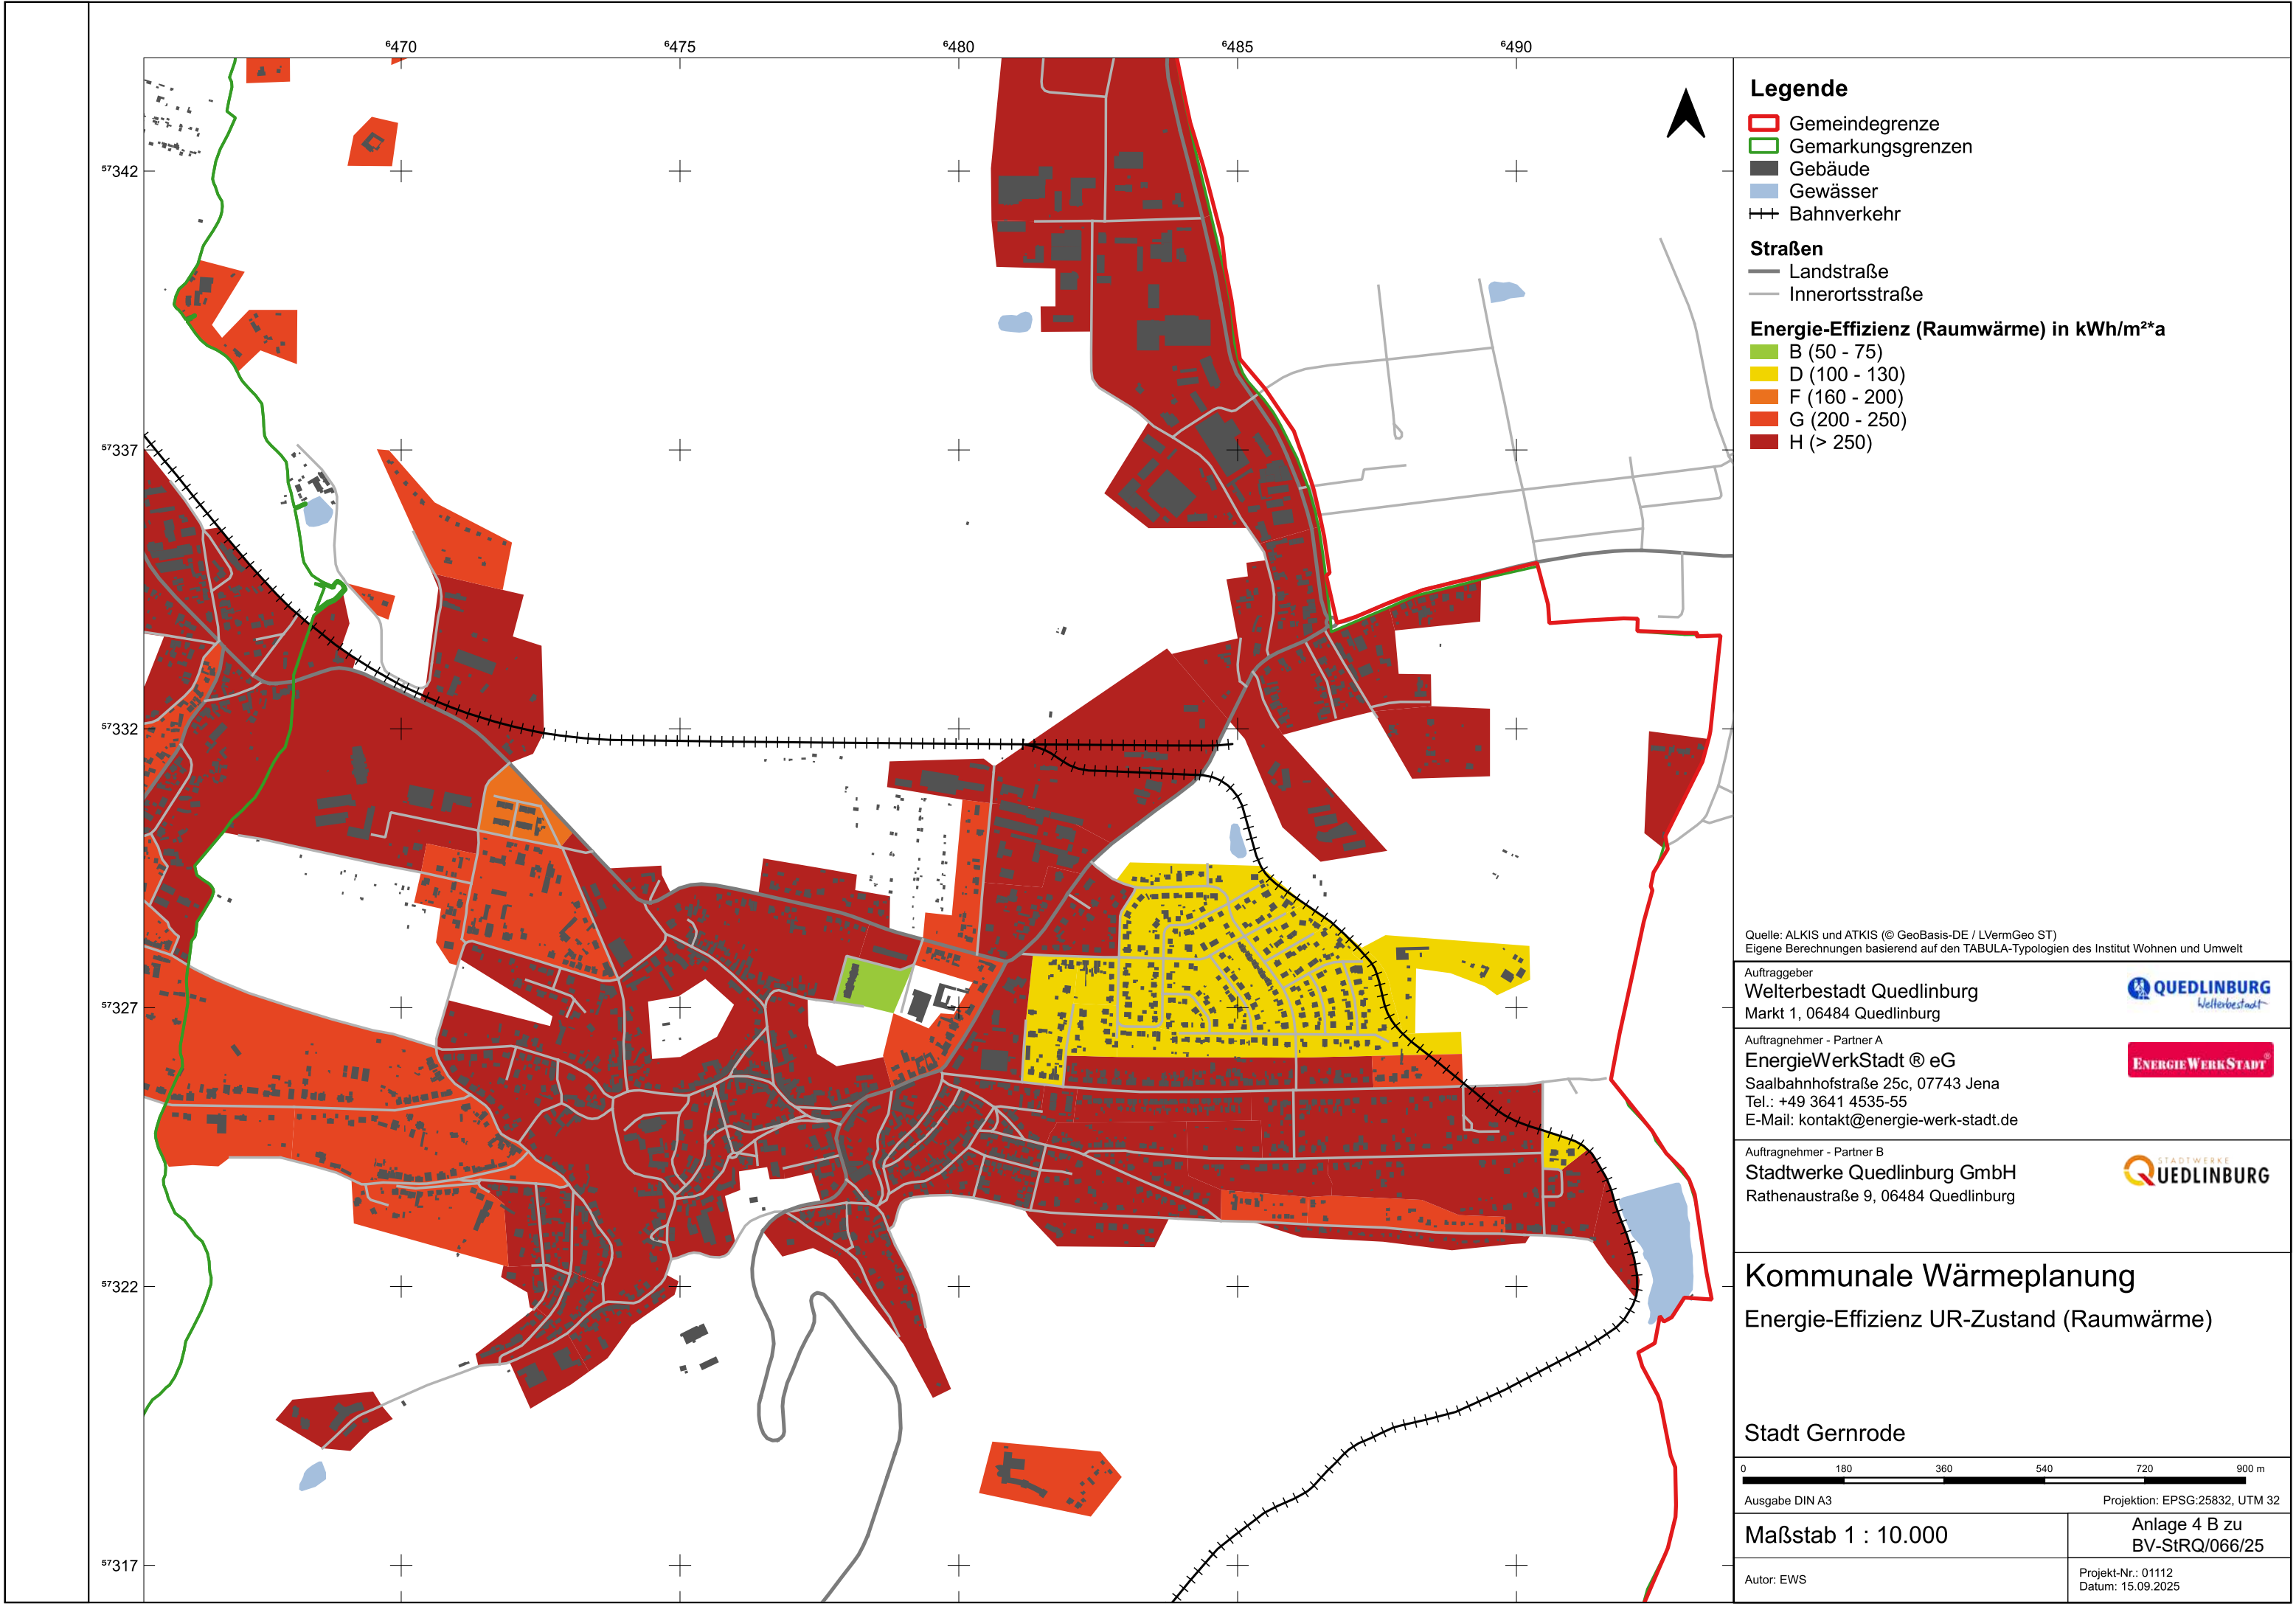 ⁶470 ⁶475 ⁶480 ⁶485 ⁶490
⁵⁷342
⁵⁷337
⁵⁷332
⁵⁷327
⁵⁷322
⁵⁷317
Legende
Gemeindegrenze
Gemarkungsgrenzen
Gebäude
Gewässer
Bahnverkehr
Straßen
Landstraße
Innerortsstraße
Energie-Effizienz (Raumwärme) in kWh/m²*a
B (50 - 75)
D (100 - 130)
F (160 - 200)
G (200 - 250)
H (> 250)
Quelle: ALKIS und ATKIS (© GeoBasis-DE / LVermGeo ST)
Eigene Berechnungen basierend auf den TABULA-Typologien des Institut Wohnen und Umwelt
Auftraggeber
Welterbestadt Quedlinburg
Markt 1, 06484 Quedlinburg
QUEDLINBURG
Welterbestadt
Auftragnehmer - Partner A
EnergieWerkStadt ® eG
Saalbahnhofstraße 25c, 07743 Jena
Tel.: +49 3641 4535-55
E-Mail: kontakt@energie-werk-stadt.de
ENERGIEWERKSTADT®
Auftragnehmer - Partner B
Stadtwerke Quedlinburg GmbH
Rathenaustraße 9, 06484 Quedlinburg
STADTWERKE
QUEDLINBURG
Kommunale Wärmeplanung
Energie-Effizienz UR-Zustand (Raumwärme)
Stadt Gernrode
0 180 360 540 720 900 m
Ausgabe DIN A3 Projektion: EPSG:25832, UTM 32
Maßstab 1 : 10.000
Anlage 4 B zu
BV-StRQ/066/25
Autor: EWS
Projekt-Nr.: 01112
Datum: 15.09.2025